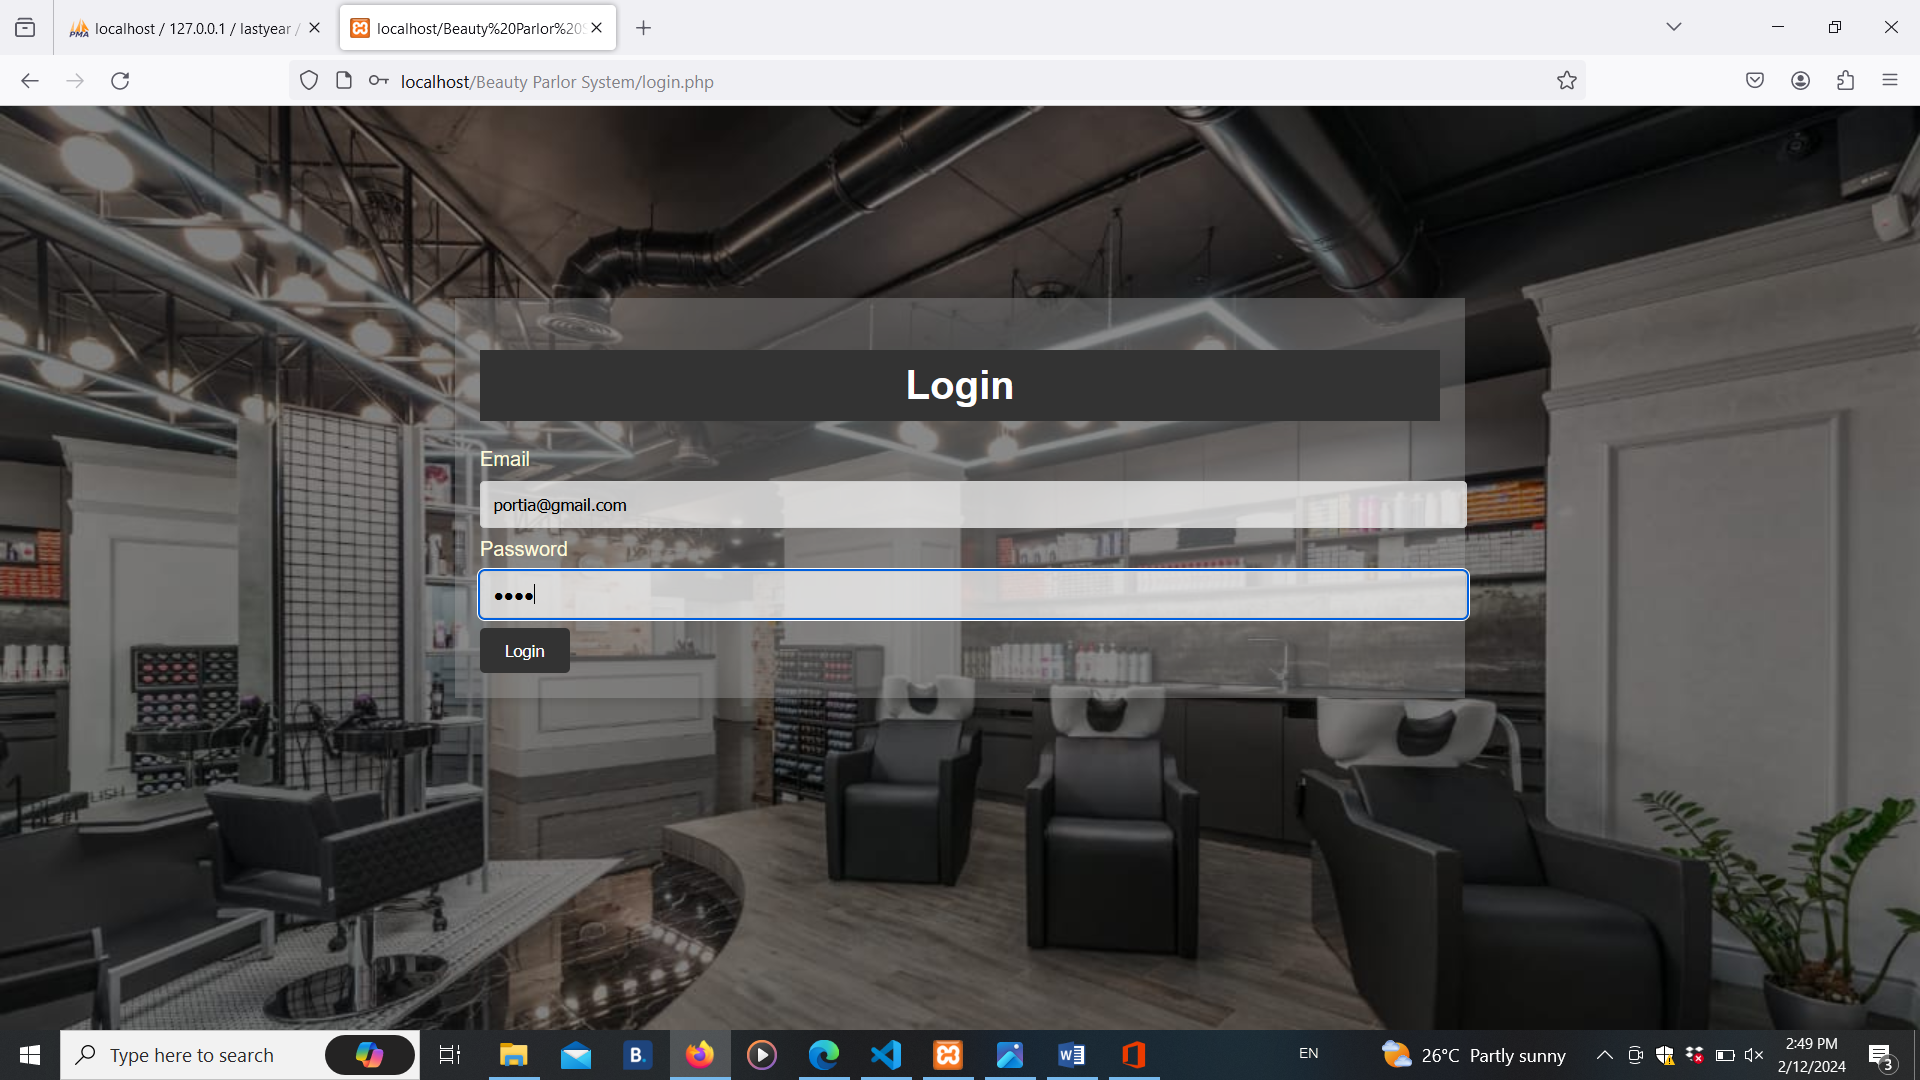 localhost / 127.0.0.1 / lastyear /
localhost/Beauty%20Parlor%20S
localhost/Beauty Parlor System/login.php
Login
Email
portia@gmail.com
Password
Login
Type here to search
B.
EN
26°C Partly sunny
2:49 PM
2/12/2024
3